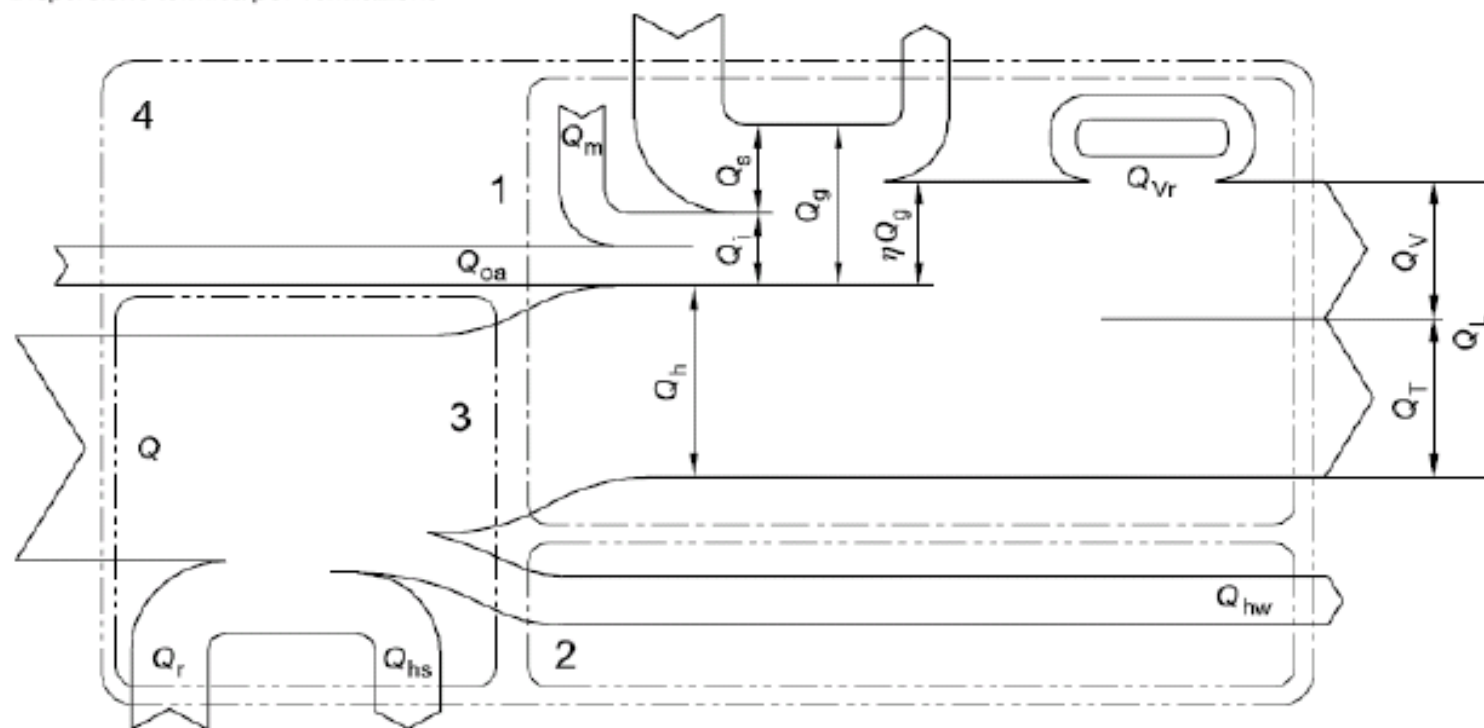 4
Q_m
Q_s
Q_g
1
Q_i
ηQ_g
Q_Vr
Q_V
Q_oa
Q_h
Q_T
Q
3
Q_hw
Q_r
Q_hs
2